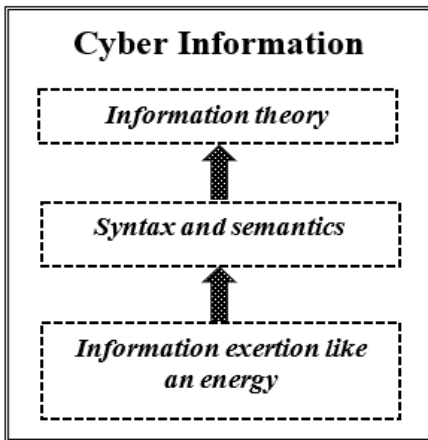 Cyber Information
Information theory
Syntax and semantics
Information exertion like
an energy